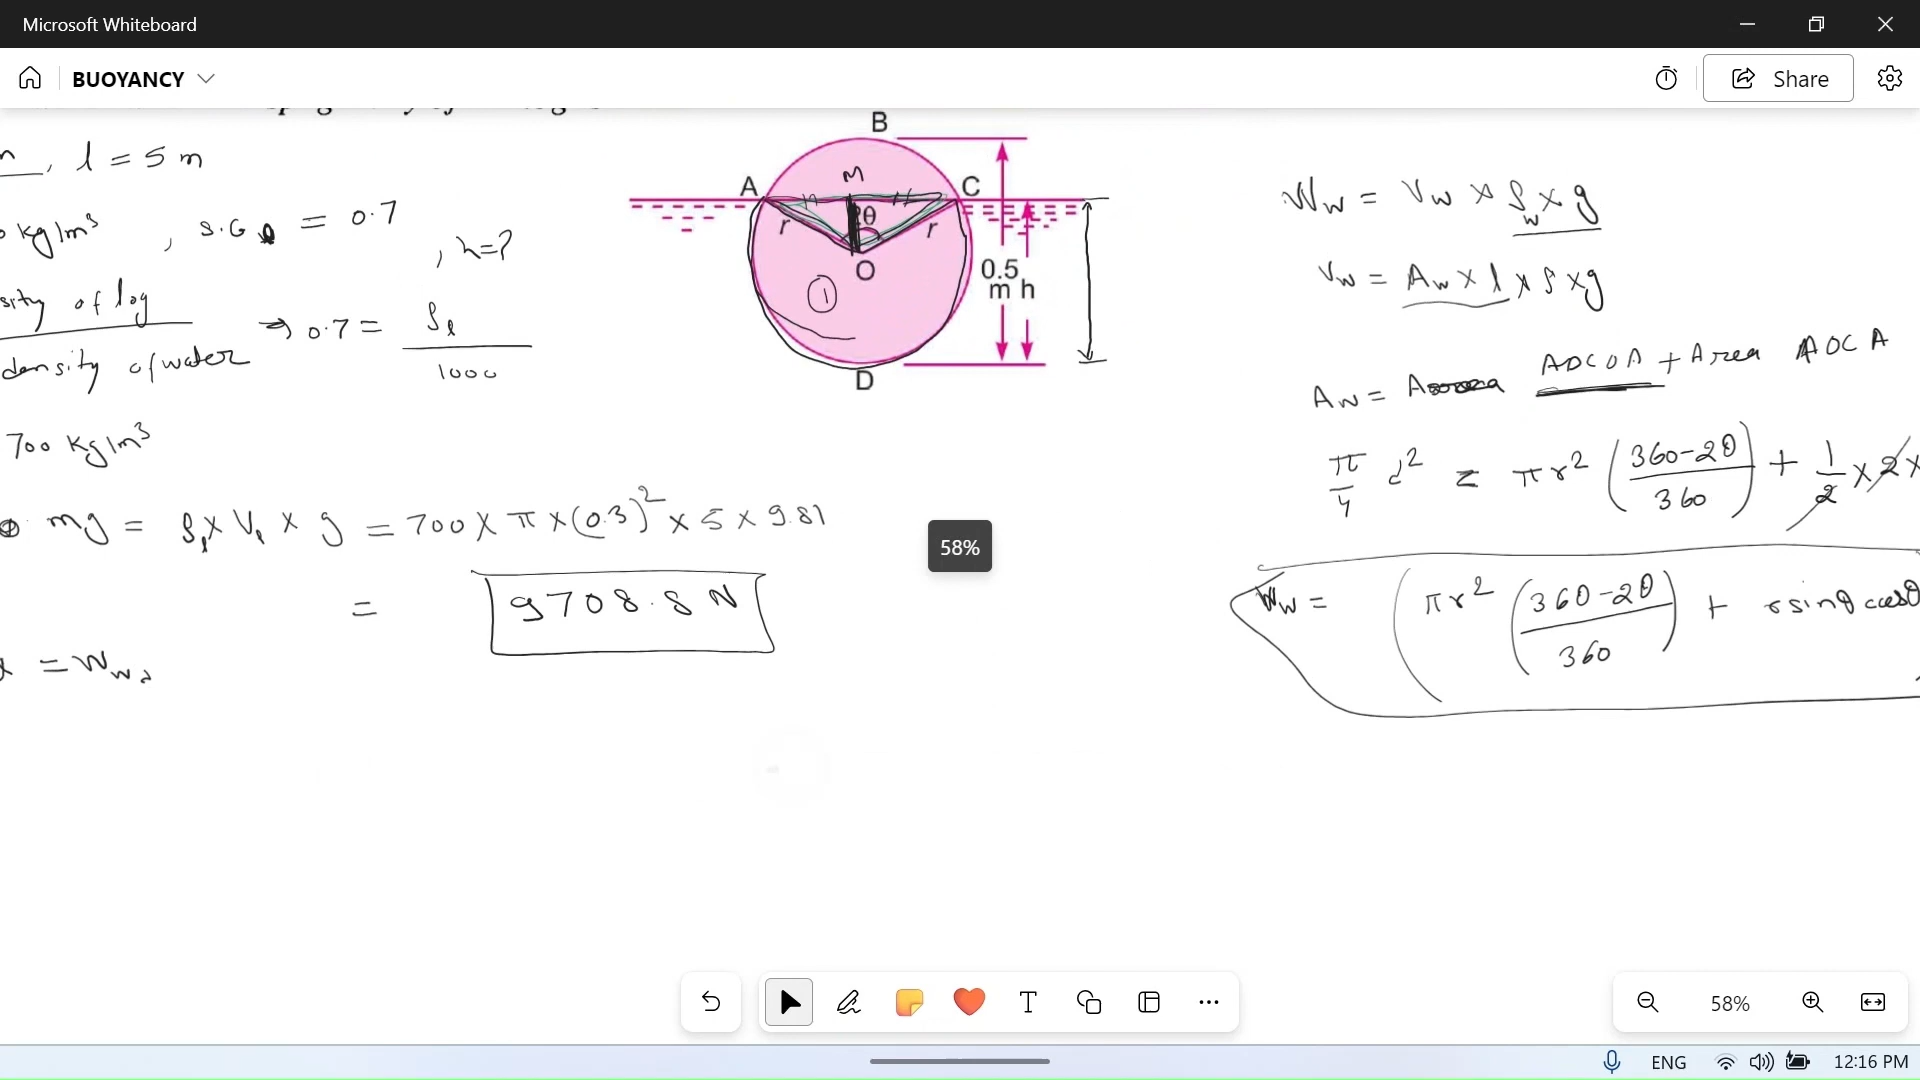 Microsoft Whiteboard
BUOYANCY
Share
l = 5 m
kg/m³ , S.G l = 0.7
, h=?
density of log
density of water
→ 0.7 = ρl / 1000
700 kg/m³
mg = ρl × Vl × g = 700 × π × (0.3)² × 5 × 9.81
= 9708.8 N
= Ww
B
A
M
C
2θ
r
r
O
①
D
0.5 m
h
Ww = Vw × ρw × g
Vw = Aw × l × ρ × g
Aw = ADCOA + Area AOCA
π/4 d² = πr² (360-2θ / 360) + 1/2 × 2 ×
Ww = (πr² (360-2θ / 360) + r sinθ cosθ
58%
58%
ENG
12:16 PM